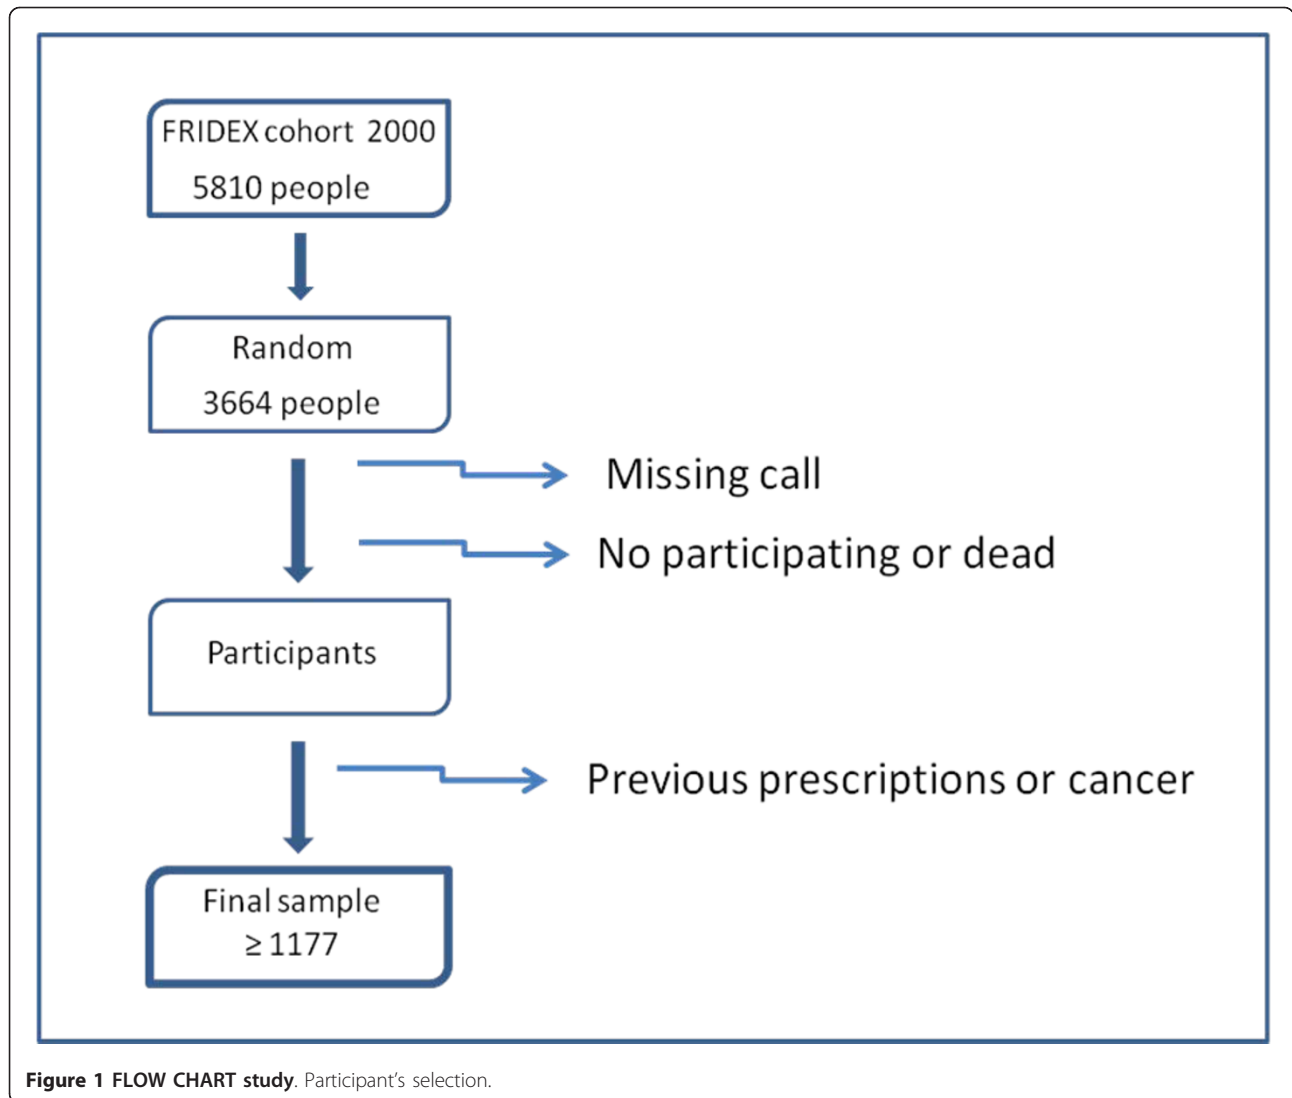 FRIDEX cohort 2000
5810 people
Random
3664 people
Missing call
No participating or dead
Participants
Previous prescriptions or cancer
Final sample
≥ 1177
Figure 1 FLOW CHART study. Participant's selection.